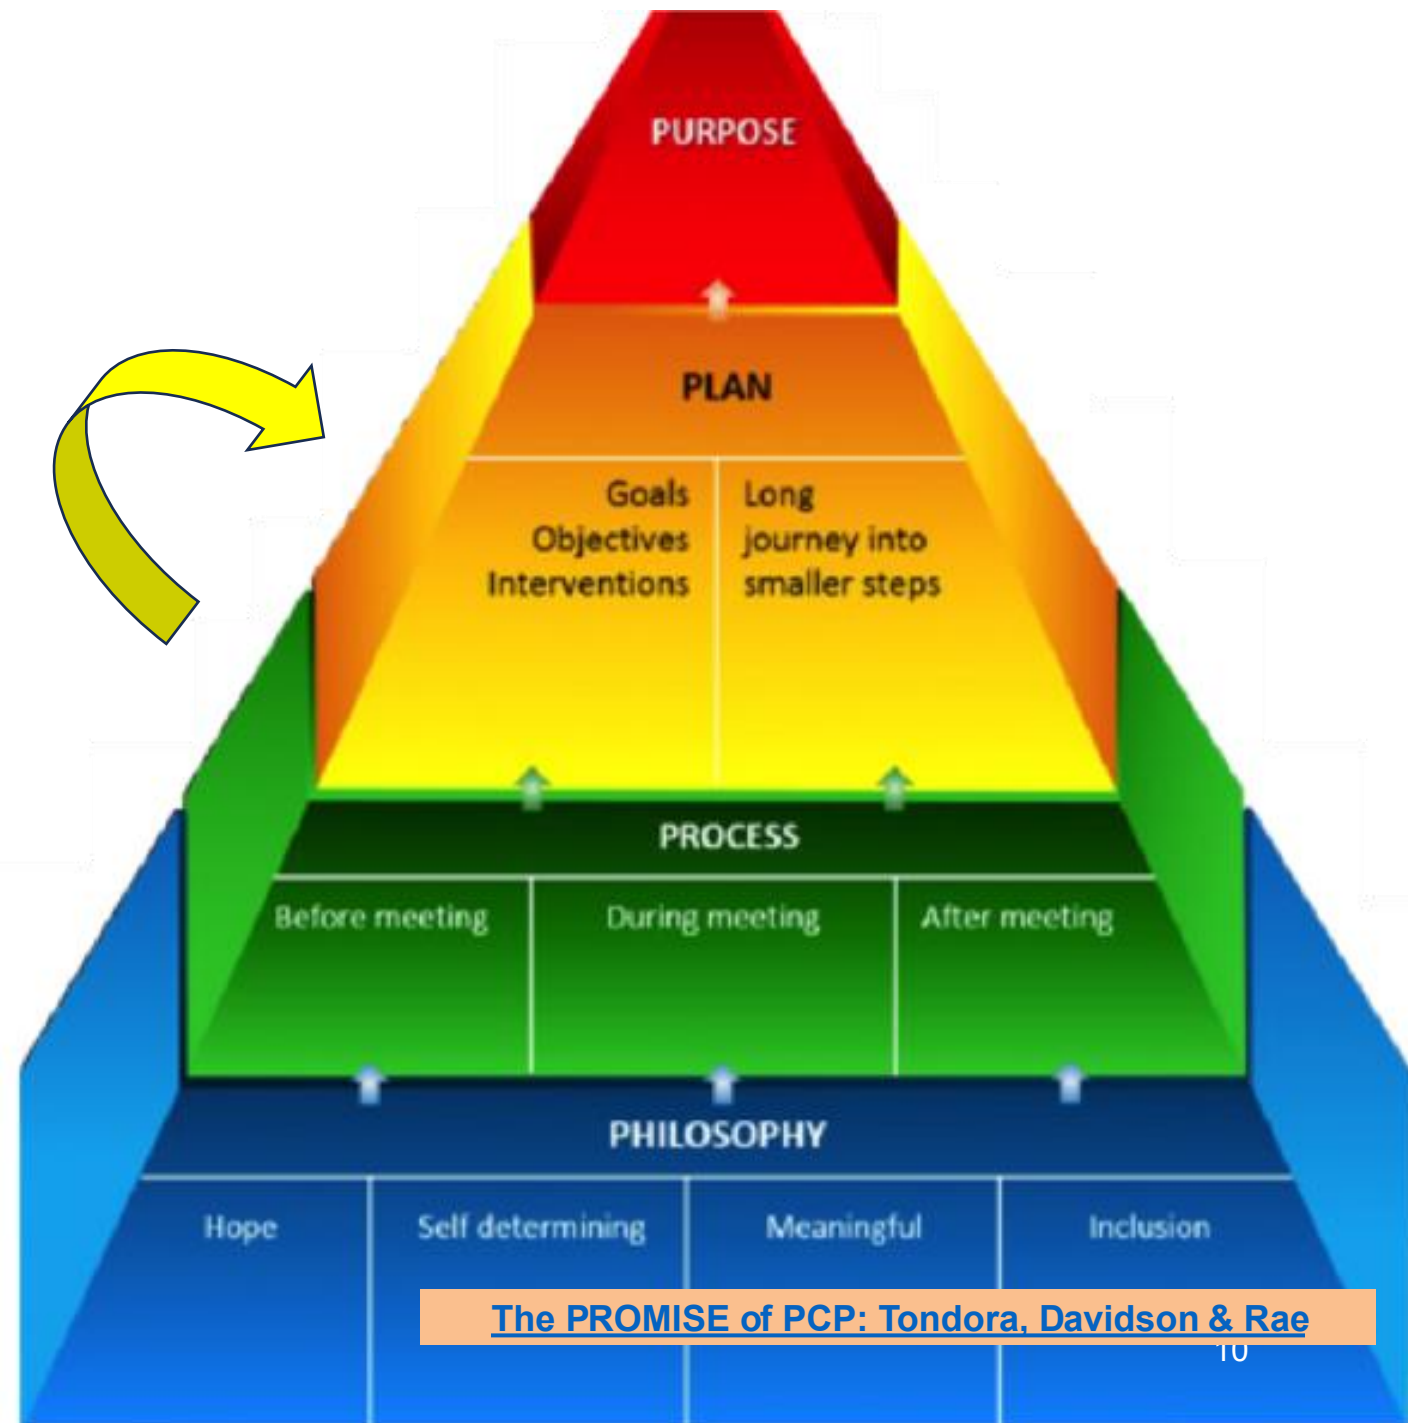 PURPOSE
PLAN
Goals
Objectives
Interventions
Long
journey into
smaller steps
PROCESS
Before meeting
During meeting
After meeting
PHILOSOPHY
Hope
Self determining
Meaningful
Inclusion
The PROMISE of PCP: Tondora, Davidson & Rae
10